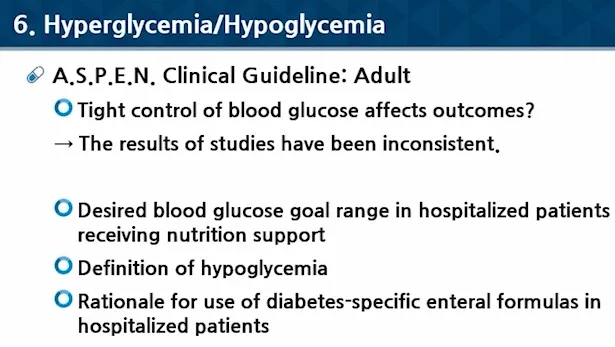 6. Hyperglycemia/Hypoglycemia
A.S.P.E.N. Clinical Guideline: Adult
Tight control of blood glucose affects outcomes?
→ The results of studies have been inconsistent.
Desired blood glucose goal range in hospitalized patients
receiving nutrition support
Definition of hypoglycemia
Rationale for use of diabetes-specific enteral formulas in
hospitalized patients